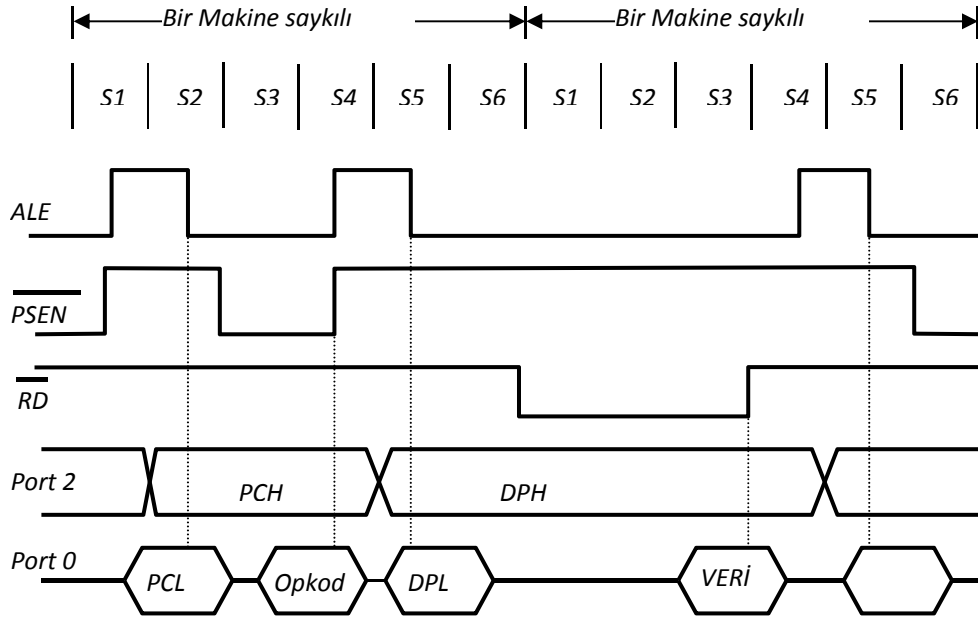 Bir Makine saykılı Bir Makine saykılı
S1 S2 S3 S4 S5 S6 S1 S2 S3 S4 S5 S6
ALE
PSEN
RD
Port 2 PCH DPH
Port 0 PCL Opkod DPL VERİ